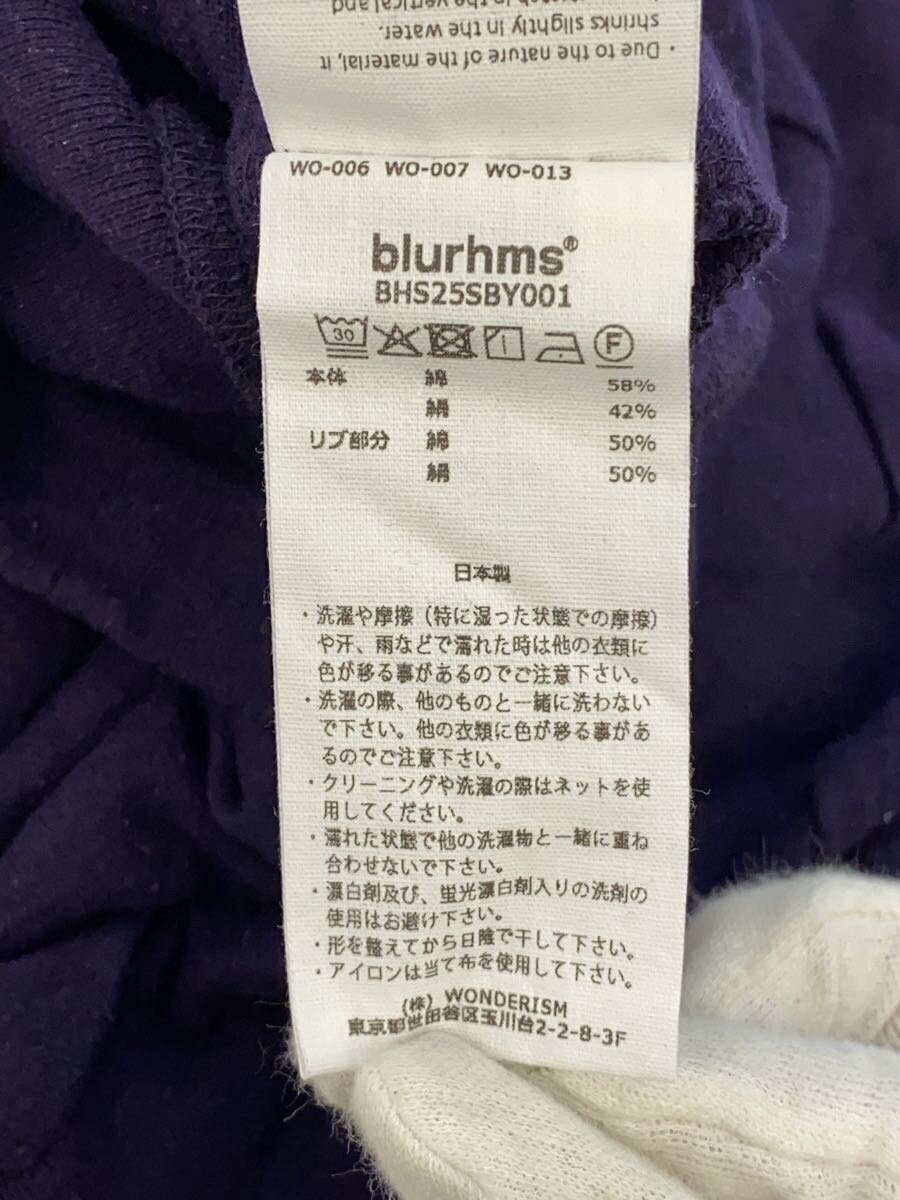 · Due to the nature of the material, it
shrinks slightly in the water.
in the vertical and
WO-006 WO-007 WO-013
blurhms®
BHS25SBY001
30 F
本体 綿 58%
絹 42%
リブ部分 綿 50%
絹 50%
日本製
・洗濯や摩擦（特に湿った状態での摩擦）
や汗、雨などで濡れた時は他の衣類に
色が移る事があるのでご注意下さい。
・洗濯の際、他のものと一緒に洗わない
で下さい。他の衣類に色が移る事があ
るのでご注意下さい。
・クリーニングや洗濯の際はネットを使
用してください。
・濡れた状態で他の洗濯物と一緒に重ね
合わせないで下さい。
・漂白剤及び、蛍光漂白剤入りの洗剤の
使用はお避け下さい。
・形を整えてから日陰で干して下さい。
・アイロンは当て布を使用して下さい。
（株）WONDERISM
東京都世田谷区玉川台2-2-8-3F